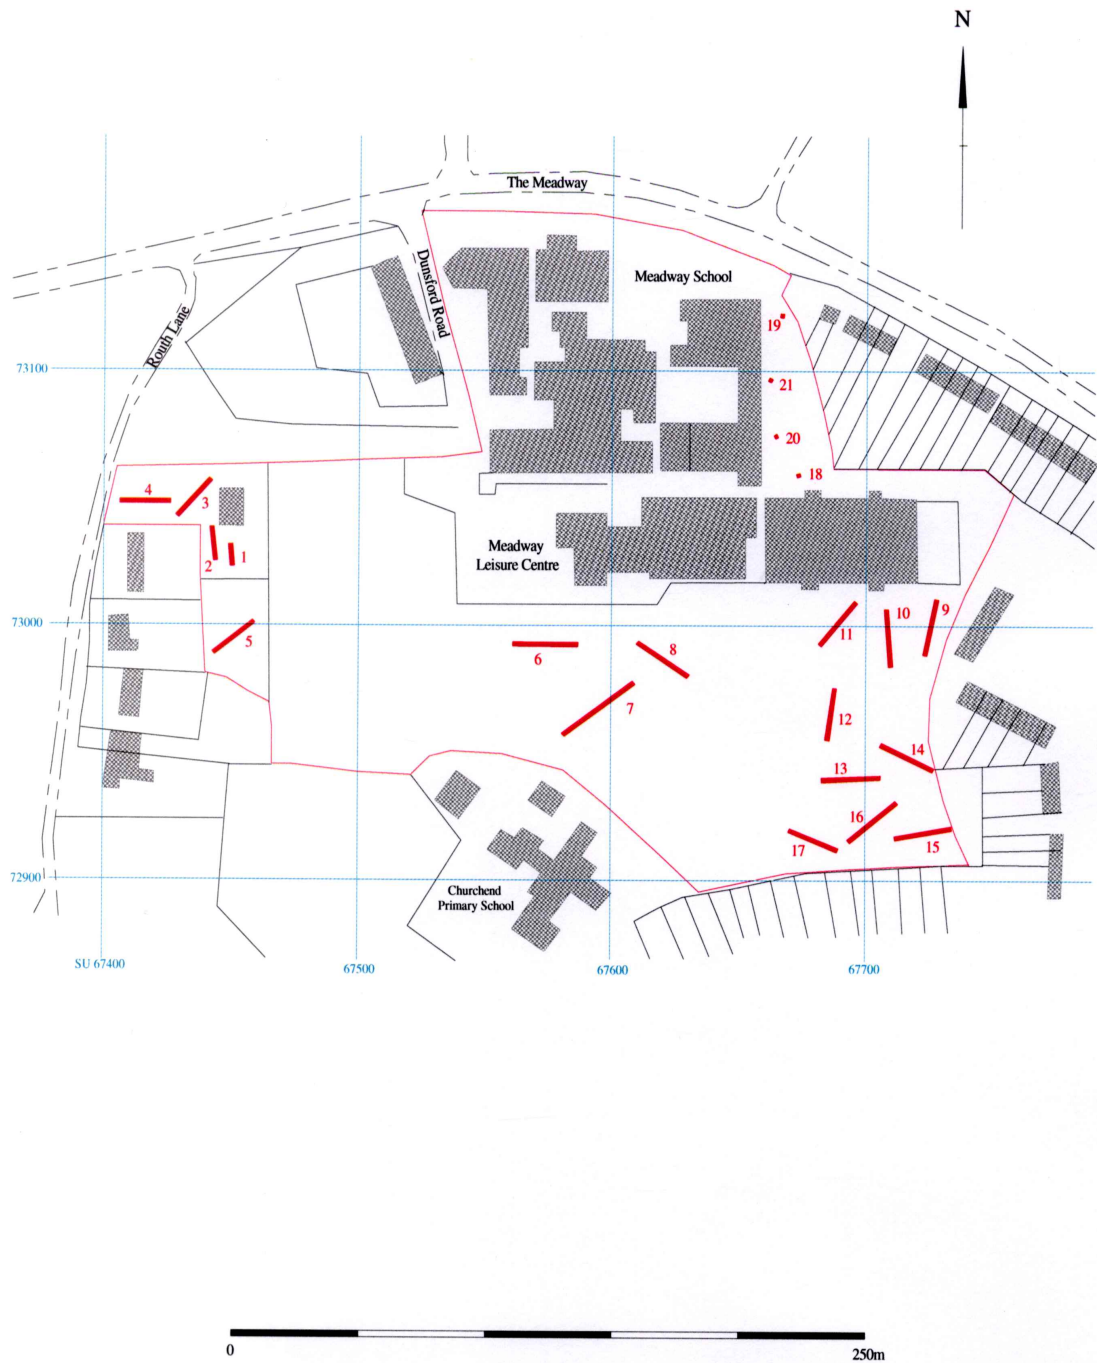 N
The Meadway
Meadway School
Dunsford Road
Routh Lane
19
73100
21
20
18
4
3
Meadway
Leisure Centre
2
1
73000
5
6
8
11
10
9
7
12
14
13
16
17
15
72900
Churchend
Primary School
SU 67400
67500
67600
67700
0
250m